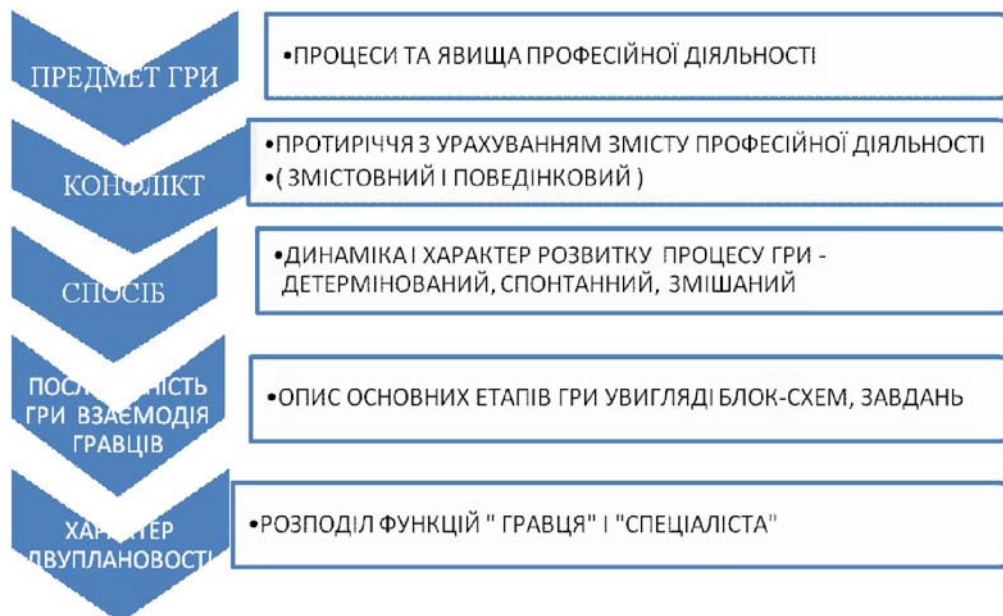 ПРЕДМЕТ ГРИ
•ПРОЦЕСИ ТА ЯВИЩА ПРОФЕСІЙНОЇ ДІЯЛЬНОСТІ
КОНФЛІКТ
•ПРОТИРІЧЧЯ З УРАХУВАННЯМ ЗМІСТУ ПРОФЕСІЙНОЇ ДІЯЛЬНОСТІ
•( ЗМІСТОВНИЙ І ПОВЕДІНКОВИЙ )
СПОСІБ
•ДИНАМІКА І ХАРАКТЕР РОЗВИТКУ ПРОЦЕСУ ГРИ -
ДЕТЕРМІНОВАНИЙ, СПОНТАННИЙ, ЗМІШАНИЙ
ПОСЛІДОВНІСТЬ
ГРИ ВЗАЄМОДІЯ
ГРАВЦІВ
•ОПИС ОСНОВНИХ ЕТАПІВ ГРИ УВИГЛЯДІ БЛОК-СХЕМ, ЗАВДАНЬ
ХАРАКТЕР
ДВУПЛАНОВОСТІ
•РОЗПОДІЛ ФУНКЦІЙ " ГРАВЦЯ" І "СПЕЦІАЛІСТА"